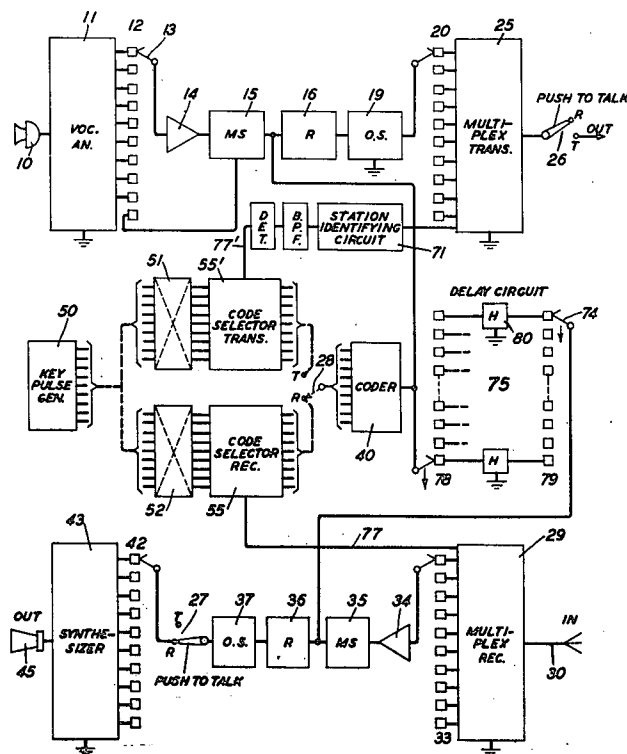 11
12
13
20
25
14
15
16
19
VOC.
AN.
MS
R
O.S.
MULTI-
PLEX
TRANS.
PUSH TO TALK
R
OUT
T
26
10
DET.
B.P.F.
STATION
IDENTIFYING
CIRCUIT
77'
71
51
55'
50
KEY
PULSE
GEN.
CODE
SELECTOR
TRANS.
T
28
R
CODER
40
DELAY CIRCUIT
74
H
80
75
H
78
79
CODE
SELECTOR
REC.
52
55
77
43
42
29
OUT
45
SYNTHE-
SIZER
T
27
R
PUSH TO TALK
37
O.S.
36
R
35
MS
34
MULTI-
PLEX
REC.
IN
30
33